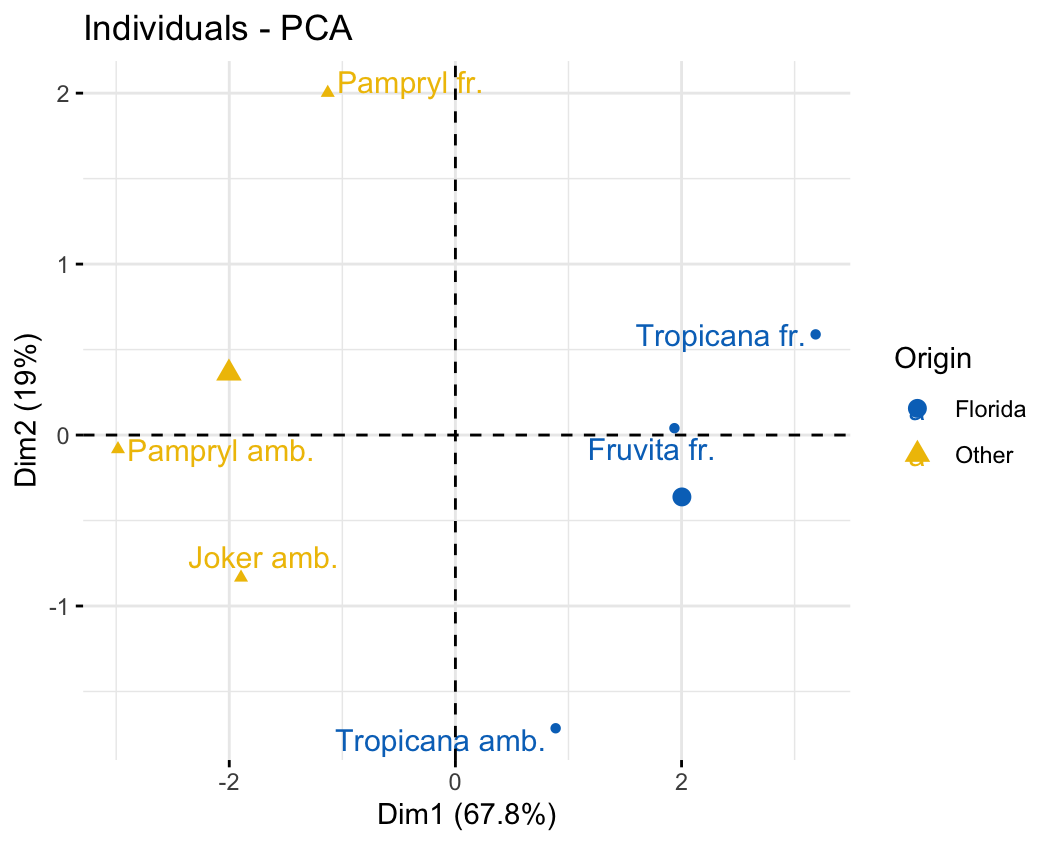 Individuals - PCA
Pampryl fr.
Tropicana fr.
Fruvita fr.
Pampryl amb.
Joker amb.
Tropicana amb.
2
1
0
-1
-2
0
2
Dim2 (19%)
Dim1 (67.8%)
Origin
a Florida
a Other